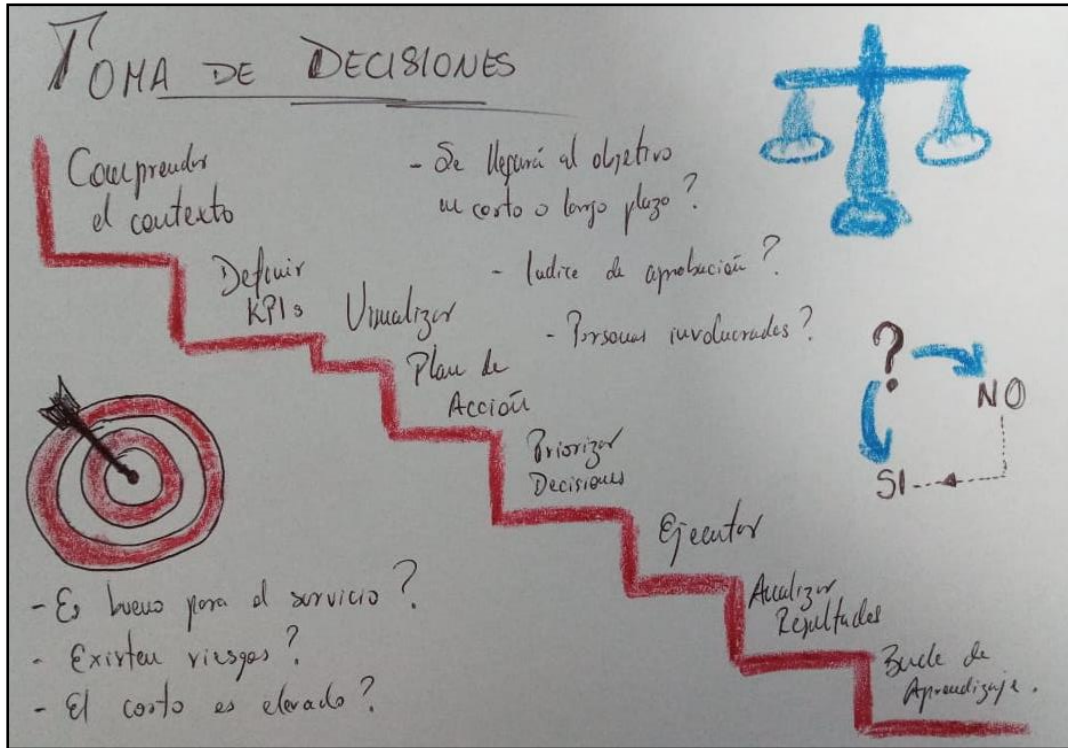 TOMA DE DECISIONES
Comprender
el contexto
- Se llegará al objetivo
en corto o largo plazo?
Definir
KPIs
- Indice de aprobación?
Visualizar
- Personas involucradas?
Plan de
Acción
?
NO
SI
Priorizar
Decisiones
Ejecutar
Analizar
Resultados
Bucle de
Aprendizaje.
- Es bueno para el servicio?
- Existen riesgos?
- El costo es elevado?